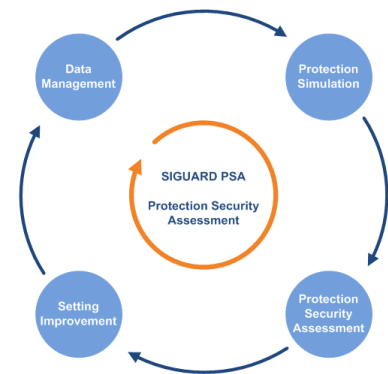 Data
Management
Protection
Simulation
SIGUARD PSA
Protection Security
Assessment
Setting
Improvement
Protection
Security
Assessment